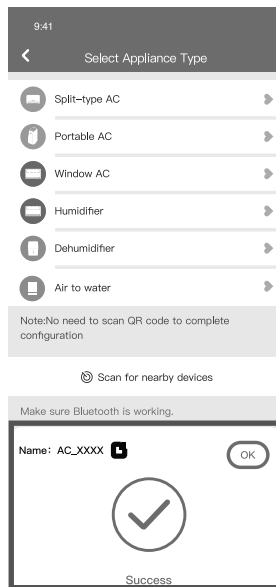 9:41
Select Appliance Type
Split-type AC
Portable AC
Window AC
Humidifier
Dehumidifier
Air to water
Note:No need to scan QR code to complete
configuration
Scan for nearby devices
Make sure Bluetooth is working.
Name: AC_XXXX
OK
Success